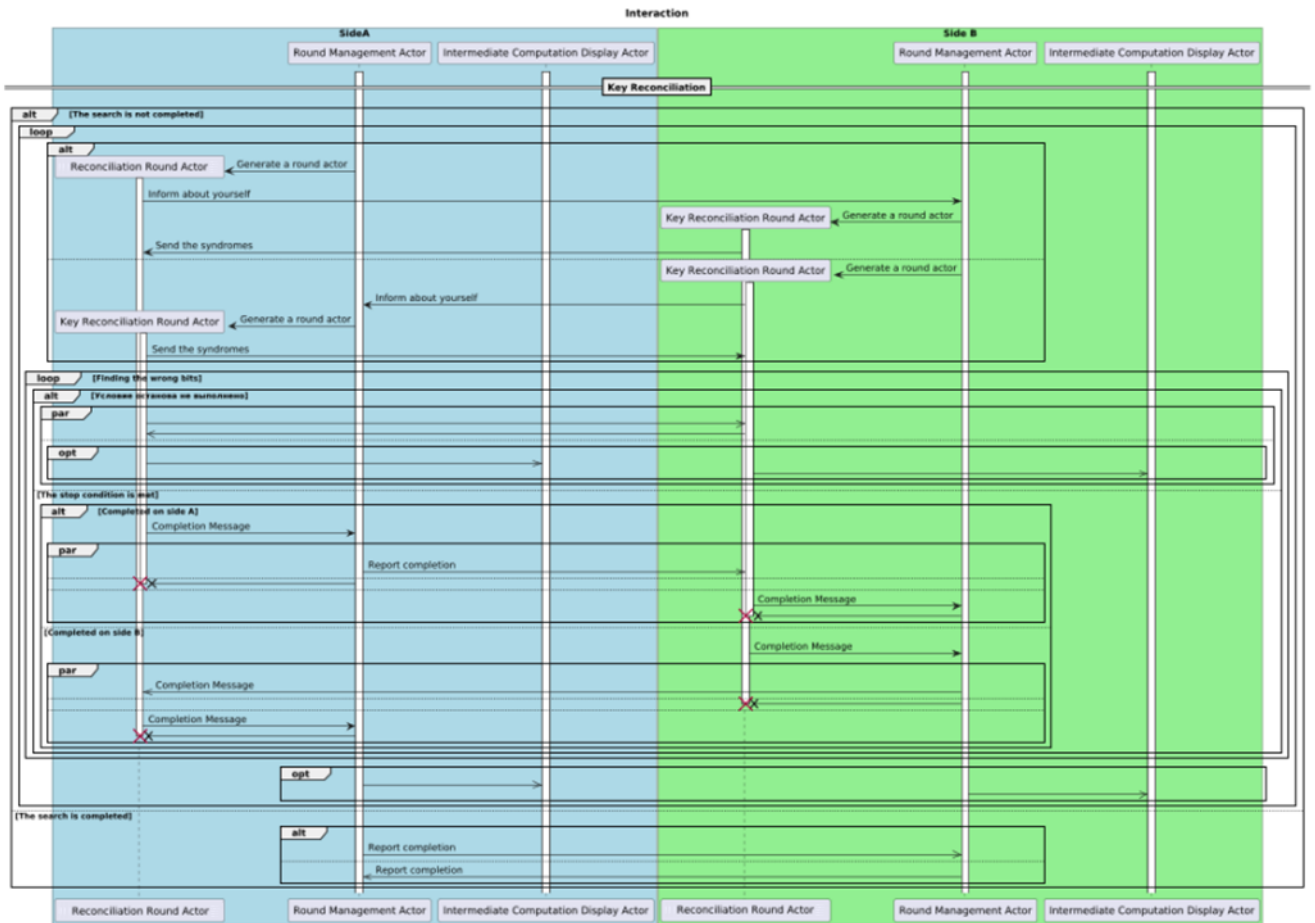 Interaction
SideA
Side B
Round Management Actor
Intermediate Computation Display Actor
Round Management Actor
Intermediate Computation Display Actor
Key Reconciliation
alt [The search is not completed]
loop
alt
Reconciliation Round Actor
Generate a round actor
Inform about yourself
Key Reconciliation Round Actor
Generate a round actor
Send the syndromes
Key Reconciliation Round Actor
Generate a round actor
Inform about yourself
Key Reconciliation Round Actor
Generate a round actor
Send the syndromes
loop [Finding the wrong bits]
alt [Условие останова не выполнено]
par
opt
[The stop condition is met]
alt [Completed on side A]
Completion Message
par
Report completion
Completion Message
[Completed on side B]
Completion Message
par
Completion Message
Completion Message
opt
[The search is completed]
alt
Report completion
Report completion
Reconciliation Round Actor
Round Management Actor
Intermediate Computation Display Actor
Reconciliation Round Actor
Round Management Actor
Intermediate Computation Display Actor